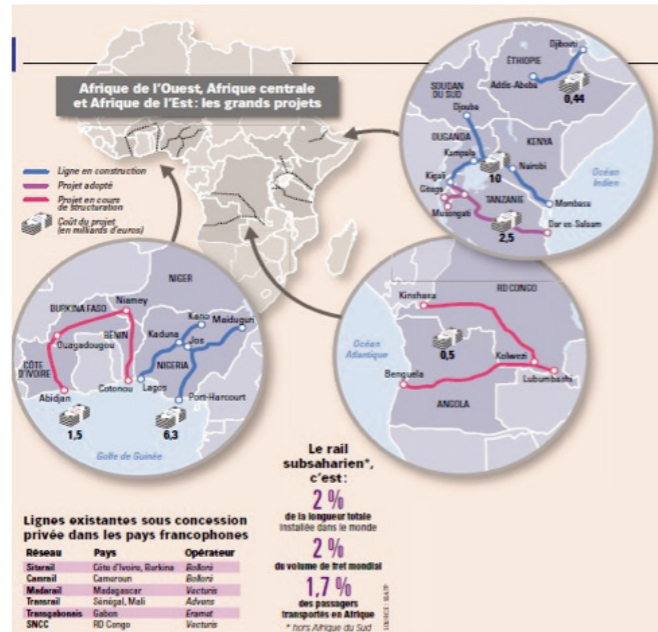 Afrique de l'Ouest, Afrique centrale
et Afrique de l'Est : les grands projets
Ligne en construction
Projet adopté
Projet en cours
de structuration
Coût du projet
(en milliards d'euros)
Djibouti
ÉTHIOPIE
Addis-Abeba
0,44
SOUDAN
DU SUD
Djouba
OUGANDA
KENYA
Kampala
10
Nairobi
Kigali
Gitega
Musongati
TANZANIE
Mombasa
2,5
Dar es-Salaam
Océan
Indien
NIGER
Niamey
BURKINA FASO
Ouagadougou
BÉNIN
CÔTE
D'IVOIRE
Abidjan
Cotonou
Kano
Maiduguri
Kaduna
Jos
NIGERIA
Lagos
Port-Harcourt
1,5
6,3
Golfe de Guinée
RD CONGO
Kinshasa
Océan
Atlantique
0,5
Benguela
Kolwezi
Lubumbashi
ANGOLA
Le rail
subsaharien*,
c'est :
2 %
de la longueur totale
installée dans le monde
2 %
du volume de fret mondial
1,7 %
des passagers
transportés en Afrique
* hors Afrique du Sud
Lignes existantes sous concession
privée dans les pays francophones
Réseau Pays Opérateur
Sitarail Côte d'Ivoire, Burkina Bolloré
Camrail Cameroun Bolloré
Madarail Madagascar Vecturis
Transrail Sénégal, Mali Advens
Transgabonais Gabon Eramet
SNCC RD Congo Vecturis